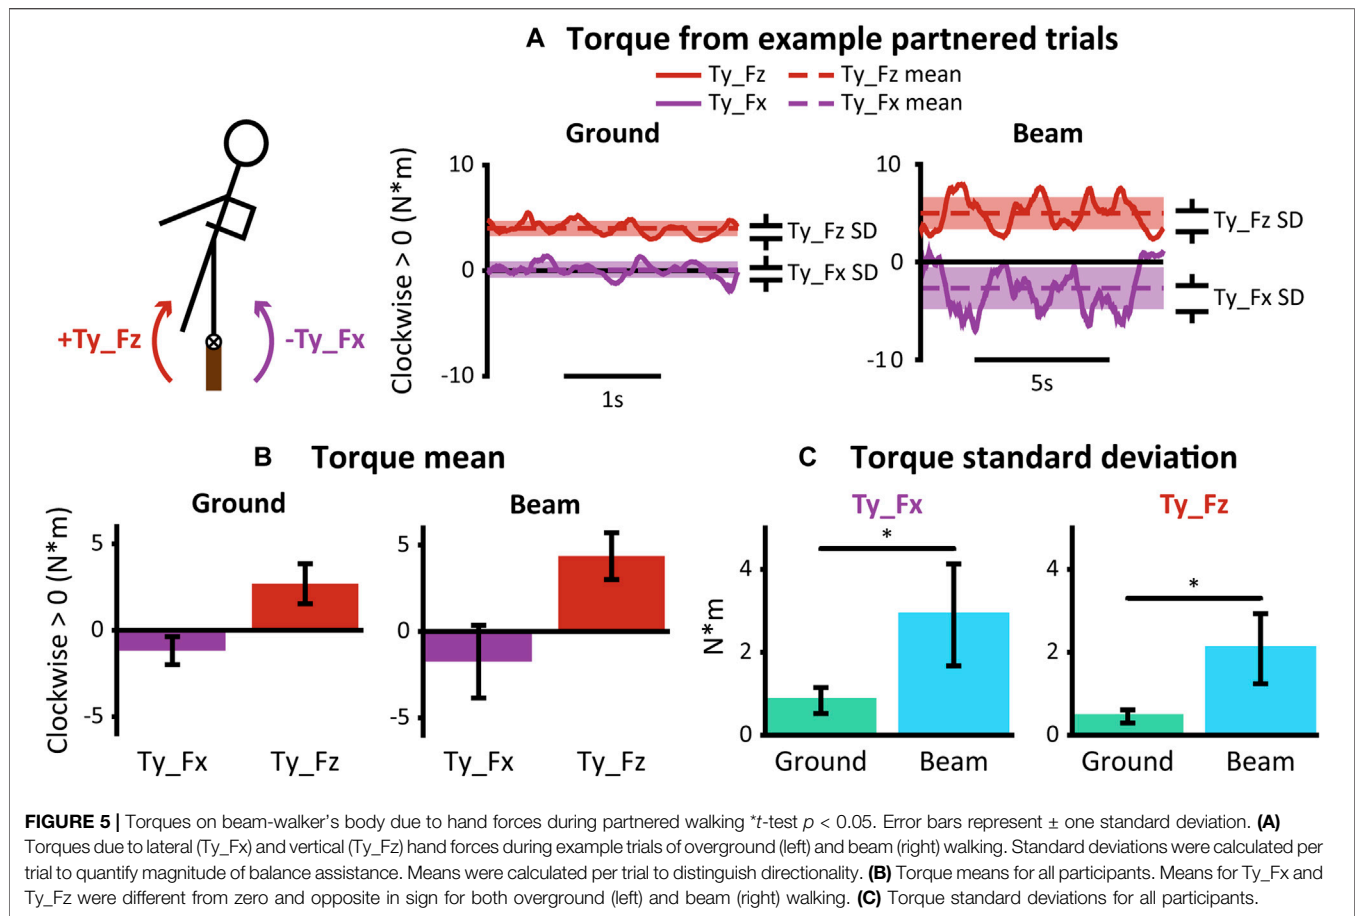 A Torque from example partnered trials
Ty_Fz Ty_Fz mean
Ty_Fx Ty_Fx mean
Ground
Beam
Clockwise > 0 (N*m)
10
0
-10
Ty_Fz SD
Ty_Fx SD
1s
10
0
-10
Ty_Fz SD
Ty_Fx SD
5s
+Ty_Fz
-Ty_Fx
B Torque mean
Ground
Beam
Clockwise > 0 (N*m)
5
0
-5
Ty_Fx Ty_Fz
5
0
-5
Ty_Fx Ty_Fz
C Torque standard deviation
Ty_Fx
Ty_Fz
N*m
4
2
0
*
Ground Beam
4
2
0
*
Ground Beam
FIGURE 5 | Torques on beam-walker's body due to hand forces during partnered walking *t-test p < 0.05. Error bars represent ± one standard deviation. (A)
Torques due to lateral (Ty_Fx) and vertical (Ty_Fz) hand forces during example trials of overground (left) and beam (right) walking. Standard deviations were calculated per
trial to quantify magnitude of balance assistance. Means were calculated per trial to distinguish directionality. (B) Torque means for all participants. Means for Ty_Fx and
Ty_Fz were different from zero and opposite in sign for both overground (left) and beam (right) walking. (C) Torque standard deviations for all participants.